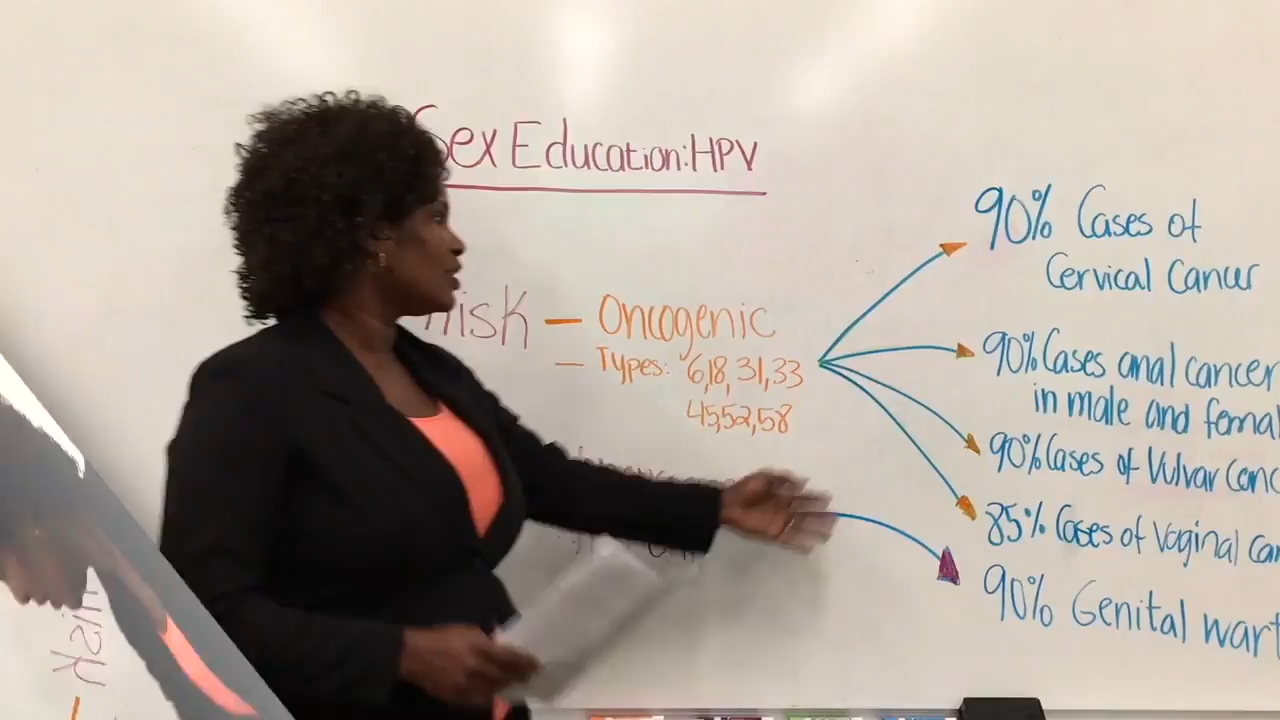 Sex Education: HPV
Risk — Oncogenic
— Types: 6,18,31,33
45,52,58
90% Cases of
Cervical Cancer
90% Cases anal cancer
in male and femal
90% Cases of Vulvar Canc
85% Cases of Vaginal Can
90% Genital wart